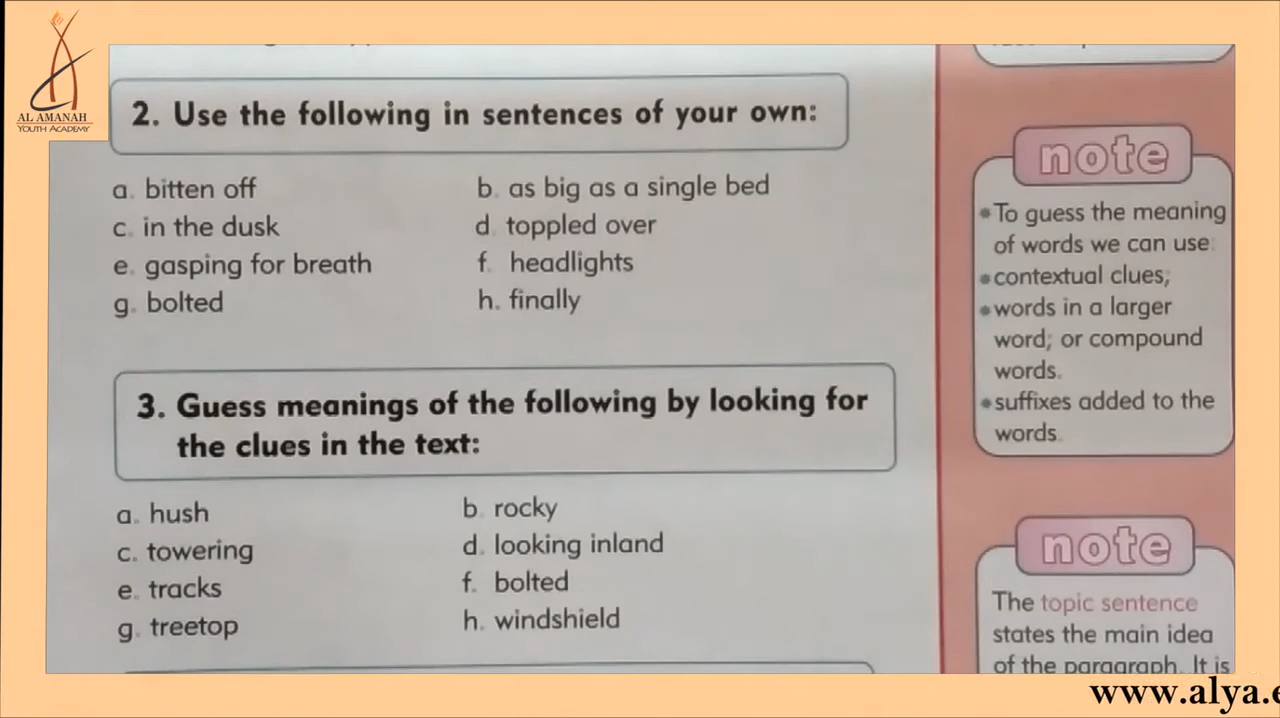 AL AMANAH
YOUTH ACADEMY
2. Use the following in sentences of your own:
a. bitten off
b. as big as a single bed
c. in the dusk
d. toppled over
e. gasping for breath
f. headlights
g. bolted
h. finally
3. Guess meanings of the following by looking for
the clues in the text:
a. hush
b. rocky
c. towering
d. looking inland
e. tracks
f. bolted
g. treetop
h. windshield
note
•To guess the meaning
of words we can use:
•contextual clues;
•words in a larger
word; or compound
words.
•suffixes added to the
words.
note
The topic sentence
states the main idea
of the paragraph. It is
www.alya.e